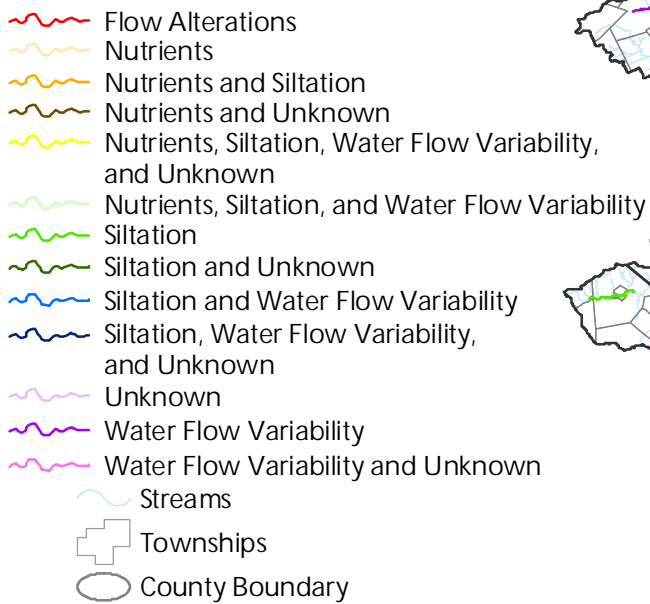 Flow Alterations
Nutrients
Nutrients and Siltation
Nutrients and Unknown
Nutrients, Siltation, Water Flow Variability,
and Unknown
Nutrients, Siltation, and Water Flow Variability
Siltation
Siltation and Unknown
Siltation and Water Flow Variability
Siltation, Water Flow Variability,
and Unknown
Unknown
Water Flow Variability
Water Flow Variability and Unknown
Streams
Townships
County Boundary